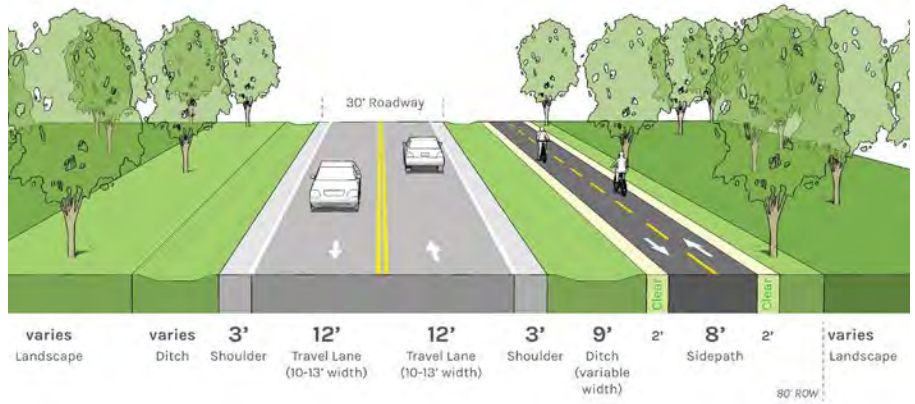 30' Roadway
Clear
Clear
varies
Landscape
varies
Ditch
3'
Shoulder
12'
Travel Lane
(10-13' width)
12'
Travel Lane
(10-13' width)
3'
Shoulder
9'
Ditch
(variable
width)
2'
8'
Sidepath
2'
80' ROW
varies
Landscape